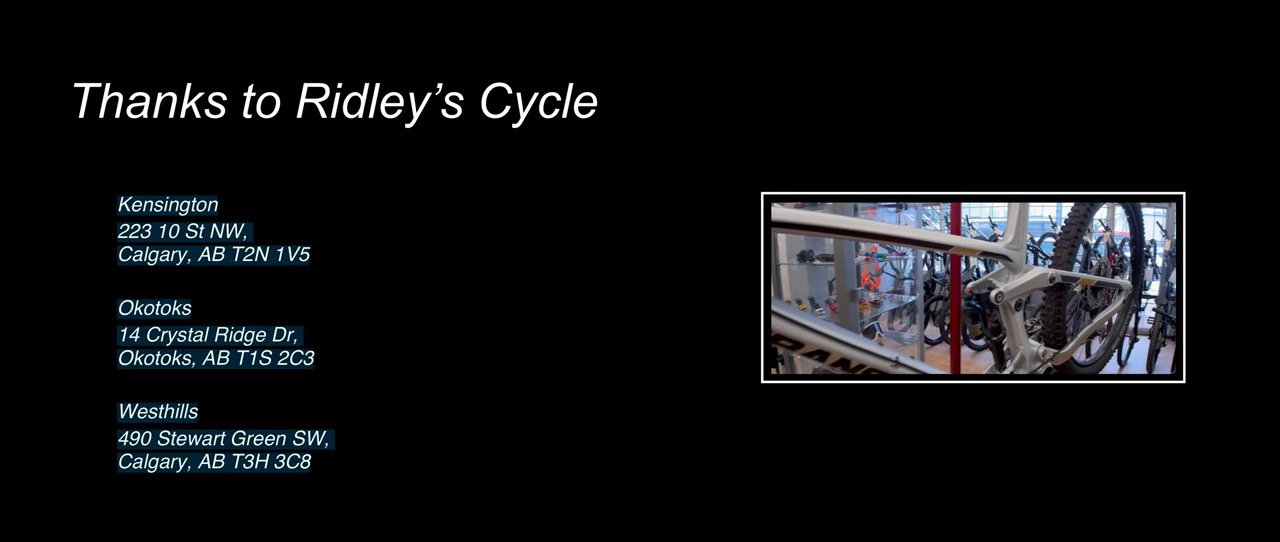 Thanks to Ridley’s Cycle
Kensington
223 10 St NW,
Calgary, AB T2N 1V5
Okotoks
14 Crystal Ridge Dr,
Okotoks, AB T1S 2C3
Westhills
490 Stewart Green SW,
Calgary, AB T3H 3C8